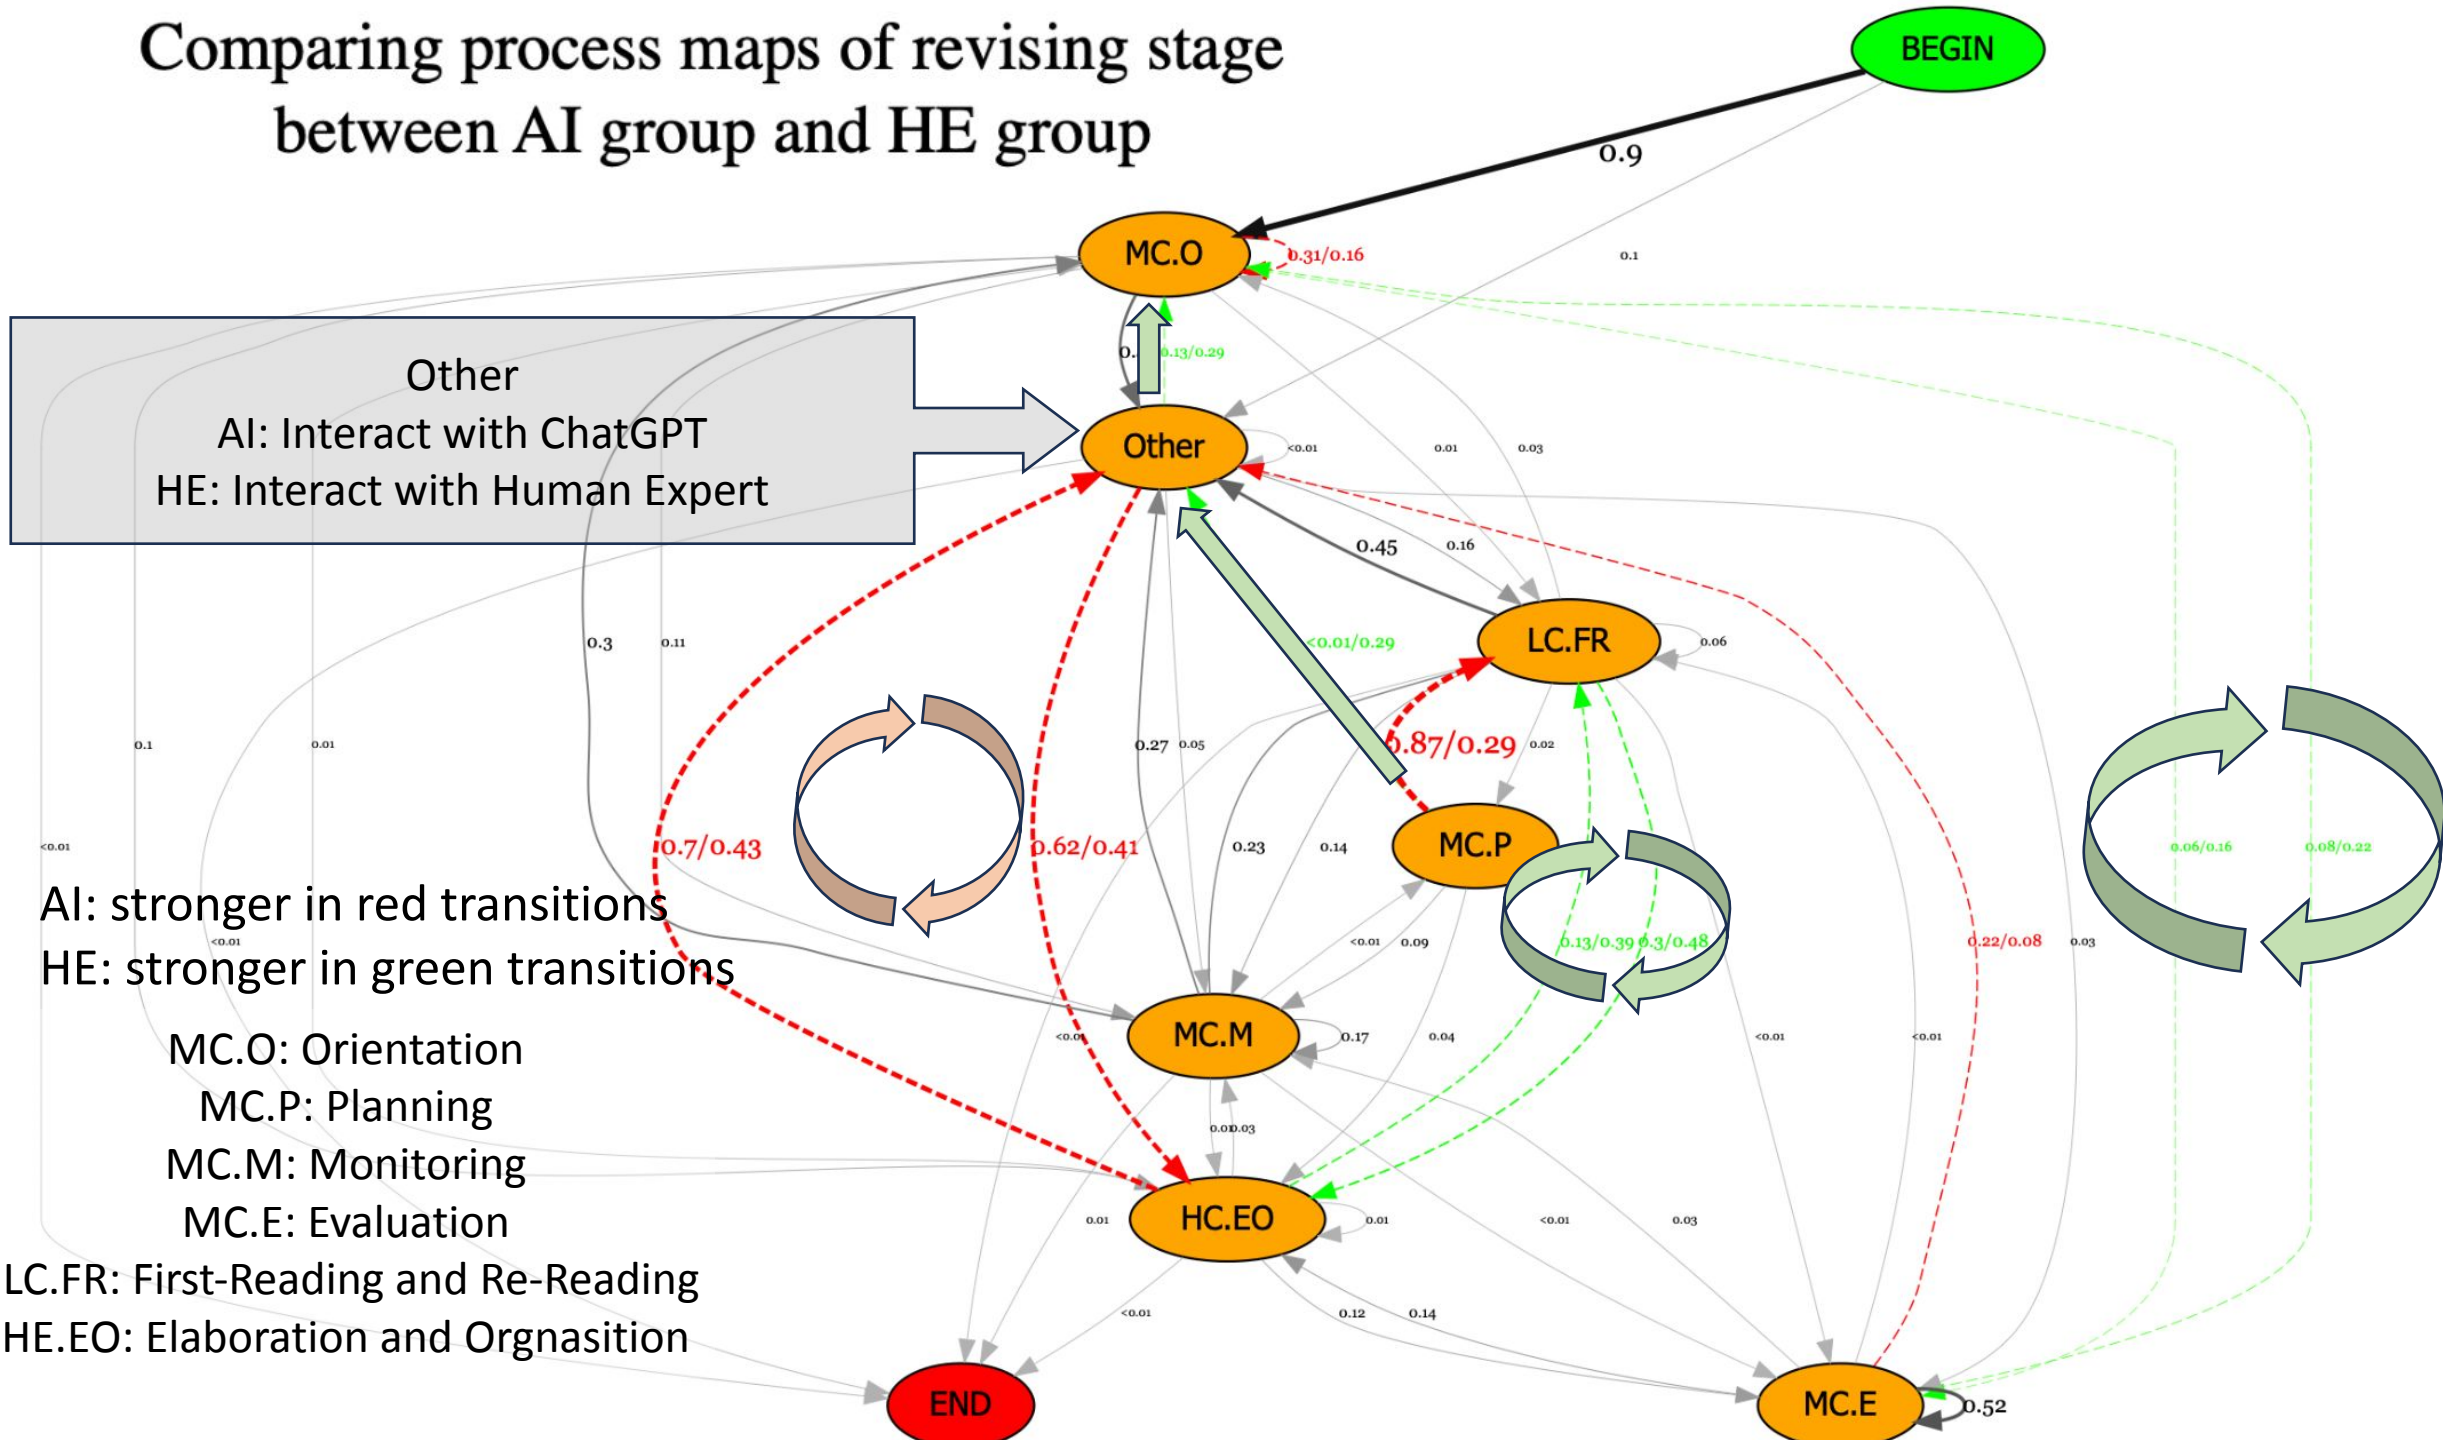 Comparing process maps of revising stage
between AI group and HE group
BEGIN
0.9
MC.O
0.31/0.16
0.1
0.13/0.29
Other
AI: Interact with ChatGPT
HE: Interact with Human Expert
Other
<0.01
0.01
0.03
0.45
0.16
0.3
0.11
<0.01/0.29
LC.FR
0.06
0.1
0.01
0.27
0.05
0.87/0.29
0.02
<0.01
0.7/0.43
0.62/0.41
0.23
0.14
MC.P
0.06/0.16
0.08/0.22
AI: stronger in red transitions
<0.01
HE: stronger in green transitions
<0.01
0.09
0.13/0.39
0.3/0.48
0.22/0.08
0.03
MC.O: Orientation
MC.P: Planning
MC.M: Monitoring
MC.E: Evaluation
LC.FR: First-Reading and Re-Reading
HE.EO: Elaboration and Orgnasition
<0.01
MC.M
0.17
0.04
<0.01
<0.01
0.01
0.03
0.01
HC.EO
0.01
<0.01
0.03
<0.01
0.12
0.14
END
MC.E
0.52